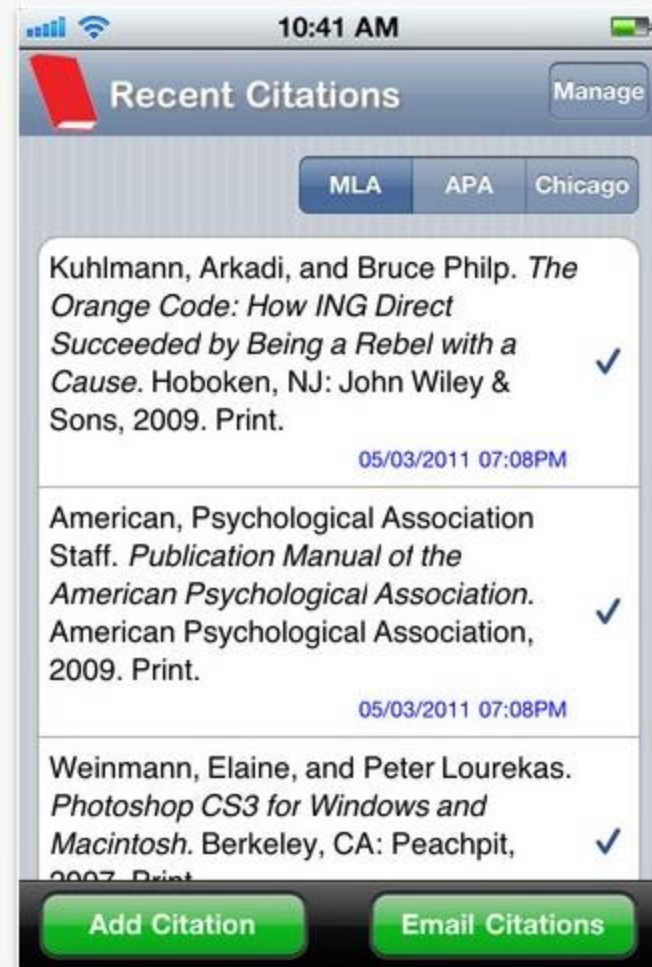 10:41 AM
Recent Citations
Manage
MLA APA Chicago
Kuhlmann, Arkadi, and Bruce Philp. The
Orange Code: How ING Direct
Succeeded by Being a Rebel with a
Cause. Hoboken, NJ: John Wiley &
Sons, 2009. Print.
05/03/2011 07:08PM
American, Psychological Association
Staff. Publication Manual of the
American Psychological Association.
American Psychological Association,
2009. Print.
05/03/2011 07:08PM
Weinmann, Elaine, and Peter Lourekas.
Photoshop CS3 for Windows and
Macintosh. Berkeley, CA: Peachpit,
2007. Print.
Add Citation
Email Citations